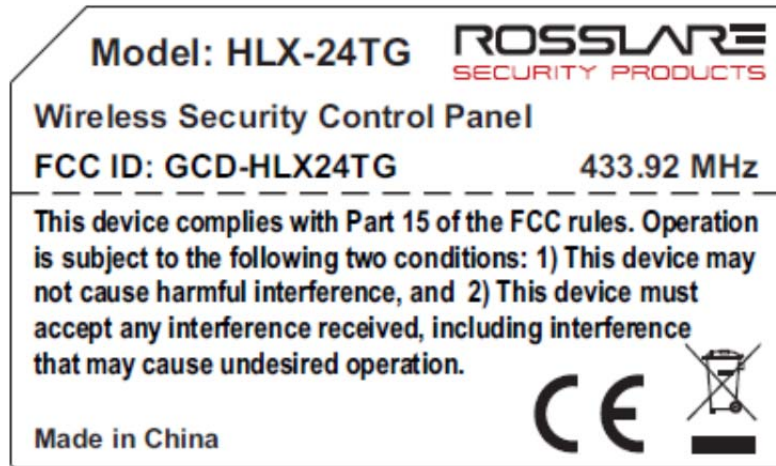 Model: HLX-24TG
ROSSLARE
SECURITY PRODUCTS
Wireless Security Control Panel
FCC ID: GCD-HLX24TG 433.92 MHz
This device complies with Part 15 of the FCC rules. Operation
is subject to the following two conditions: 1) This device may
not cause harmful interference, and 2) This device must
accept any interference received, including interference
that may cause undesired operation.
CE
Made in China